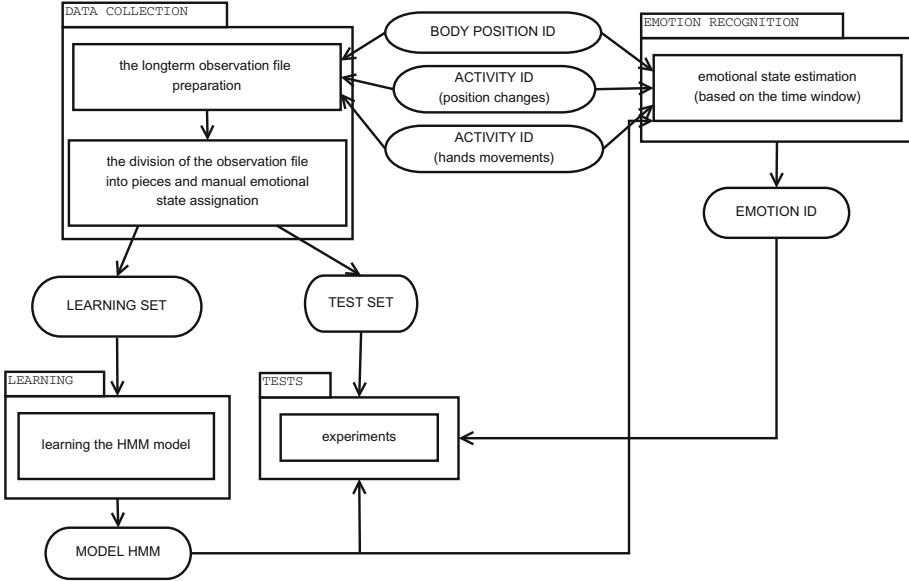 DATA COLLECTION
the longterm observation file
preparation
the division of the observation file
into pieces and manual emotional
state assignation
BODY POSITION ID
ACTIVITY ID
(position changes)
ACTIVITY ID
(hands movements)
EMOTION RECOGNITION
emotional state estimation
(based on the time window)
EMOTION ID
LEARNING SET
TEST SET
LEARNING
learning the HMM model
TESTS
experiments
MODEL HMM